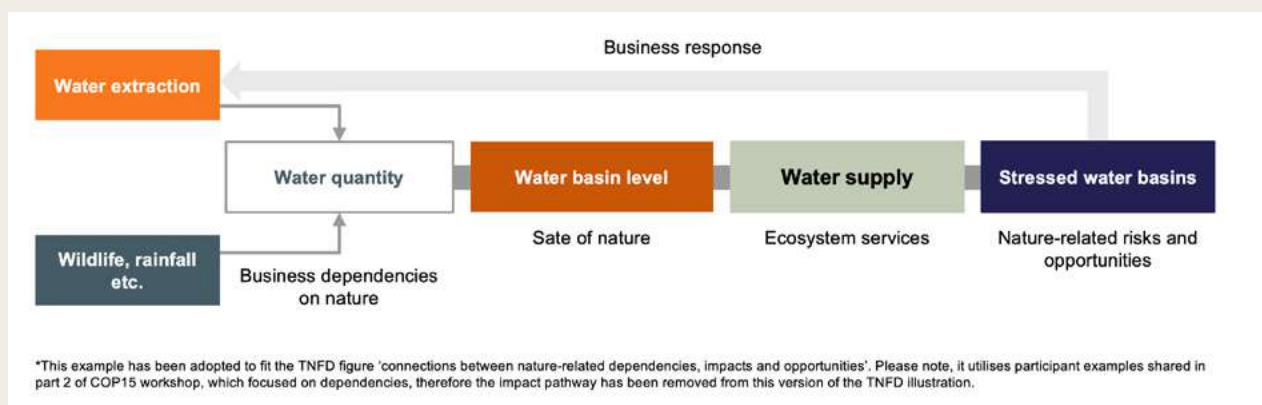 Business response
Water extraction
Water quantity
Water basin level
Water supply
Stressed water basins
Wildlife, rainfall
etc.
Business dependencies
on nature
Sate of nature
Ecosystem services
Nature-related risks and
opportunities
*This example has been adopted to fit the TNFD figure 'connections between nature-related dependencies, impacts and opportunities'. Please note, it utilises participant examples shared in
part 2 of COP15 workshop, which focused on dependencies, therefore the impact pathway has been removed from this version of the TNFD illustration.